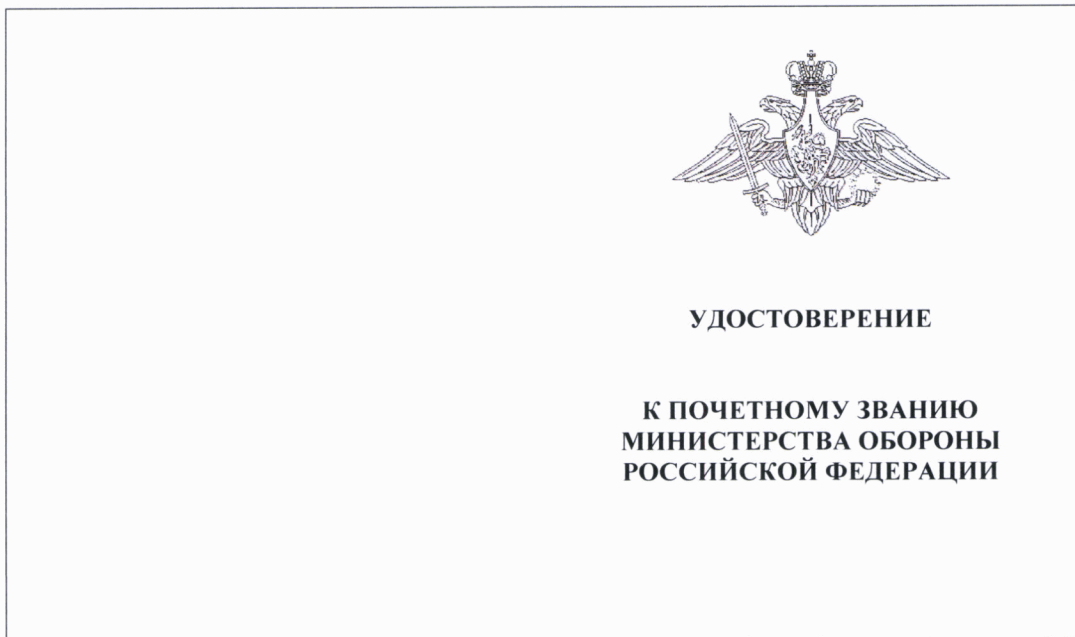 УДОСТОВЕРЕНИЕ
К ПОЧЕТНОМУ ЗВАНИЮ
МИНИСТЕРСТВА ОБОРОНЫ
РОССИЙСКОЙ ФЕДЕРАЦИИ